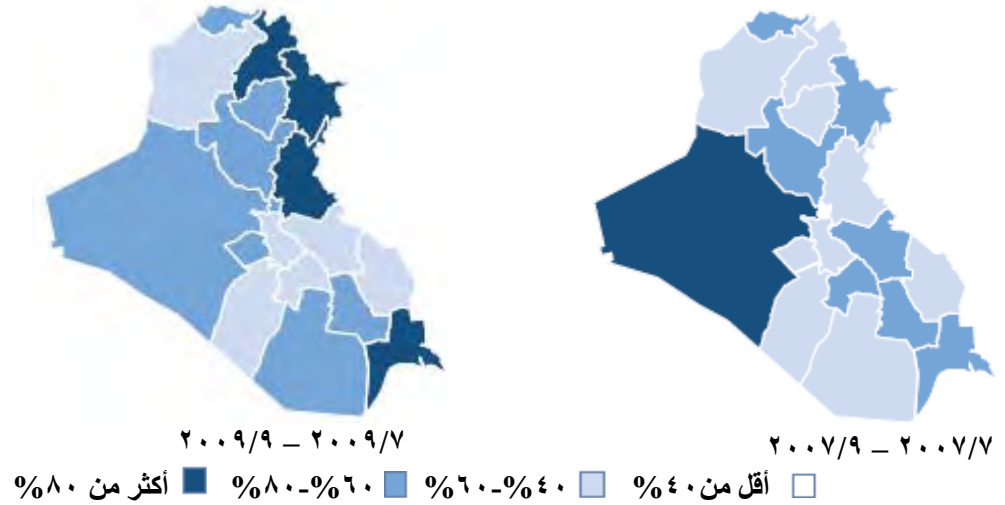 ٢٠٠٧/٧ – ٢٠٠٧/٩
٢٠٠٩/٧ – ٢٠٠٩/٩
أقل من ٤٠%
٤٠%-٦٠%
٦٠%-٨٠%
أكثر من ٨٠%